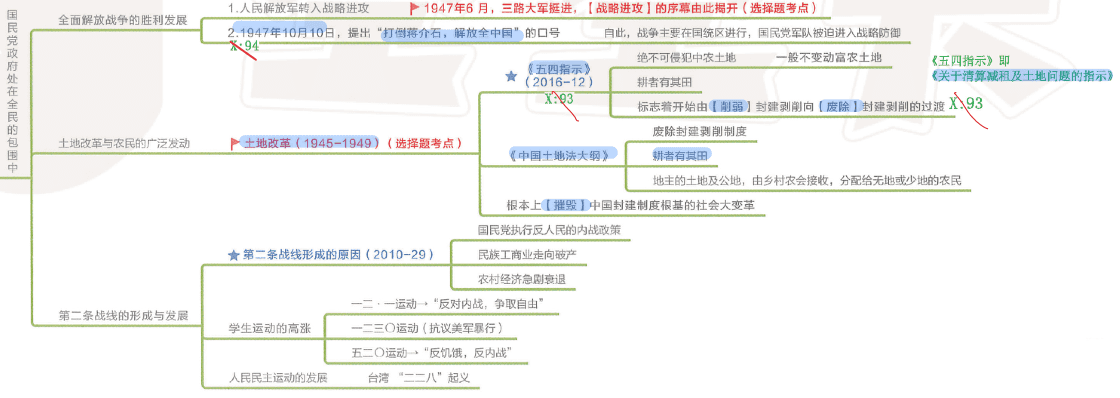 国民党政府处在全民的包围中
全面解放战争的胜利发展
1.人民解放军转入战略进攻
1947年6 月，三路大军挺进，【战略进攻】的序幕由此揭开（选择题考点）
2.1947年10月10日，提出“打倒蒋介石，解放全中国”的口号
自此，战争主要在国统区进行，国民党军队被迫进入战略防御
X:94
土地改革与农民的广泛发动
土地改革（1945-1949）（选择题考点）
《五四指示》
（2016-12）
X:93
绝不可侵犯中农土地
一般不变动富农土地
耕者有其田
标志着开始由【削弱】封建剥削向【废除】封建剥削的过渡
X:93
《五四指示》即
《关于清算减租及土地问题的指示》
《中国土地法大纲》
废除封建剥削制度
耕者有其田
地主的土地及公地，由乡村农会接收，分配给无地或少地的农民
根本上【摧毁】中国封建制度根基的社会大变革
第二条战线的形成与发展
第二条战线形成的原因（2010-29）
国民党执行反人民的内战政策
民族工商业走向破产
农村经济急剧衰退
学生运动的高涨
一二·一运动→“反对内战，争取自由”
一二三〇运动（抗议美军暴行）
五二〇运动→“反饥饿，反内战”
人民民主运动的发展
台湾 “二二八”起义